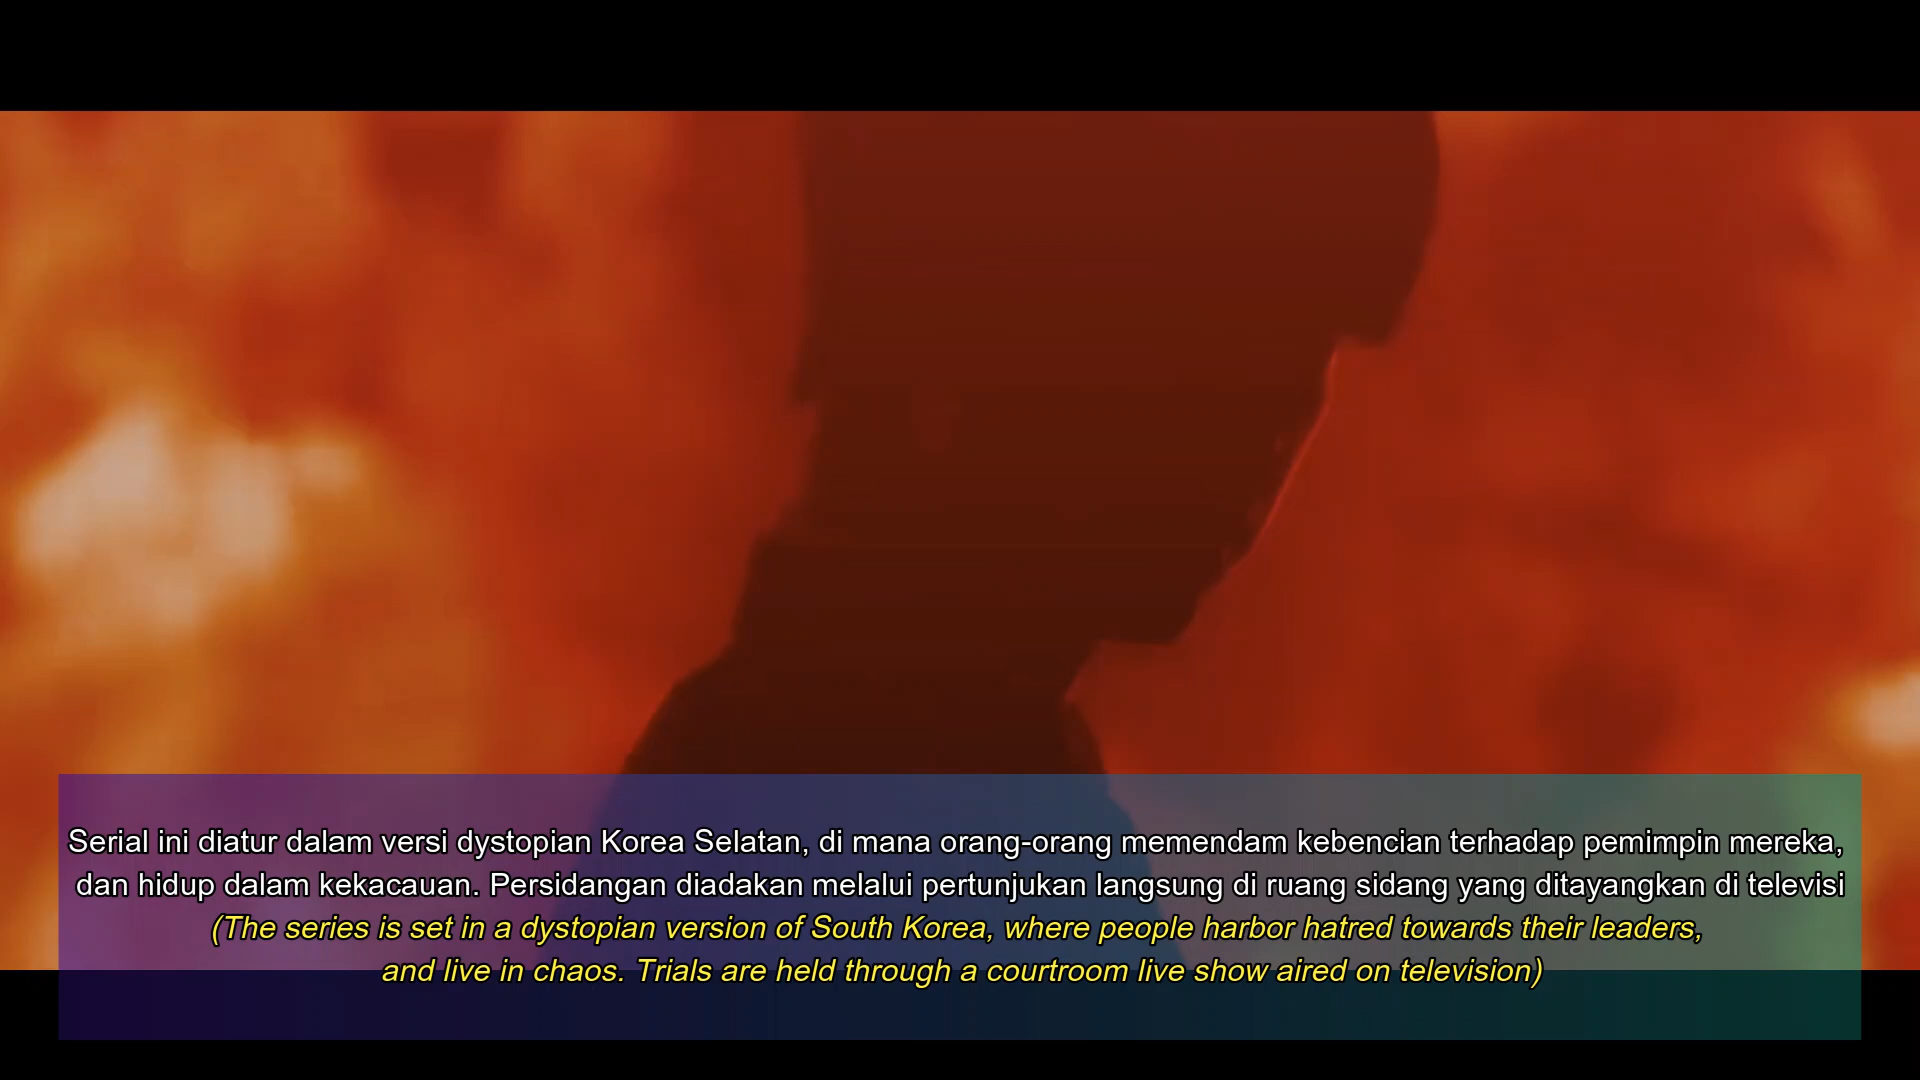 Serial ini diatur dalam versi dystopian Korea Selatan, di mana orang-orang memendam kebencian terhadap pemimpin mereka,
dan hidup dalam kekacauan. Persidangan diadakan melalui pertunjukan langsung di ruang sidang yang ditayangkan di televisi
(The series is set in a dystopian version of South Korea, where people harbor hatred towards their leaders,
and live in chaos. Trials are held through a courtroom live show aired on television)